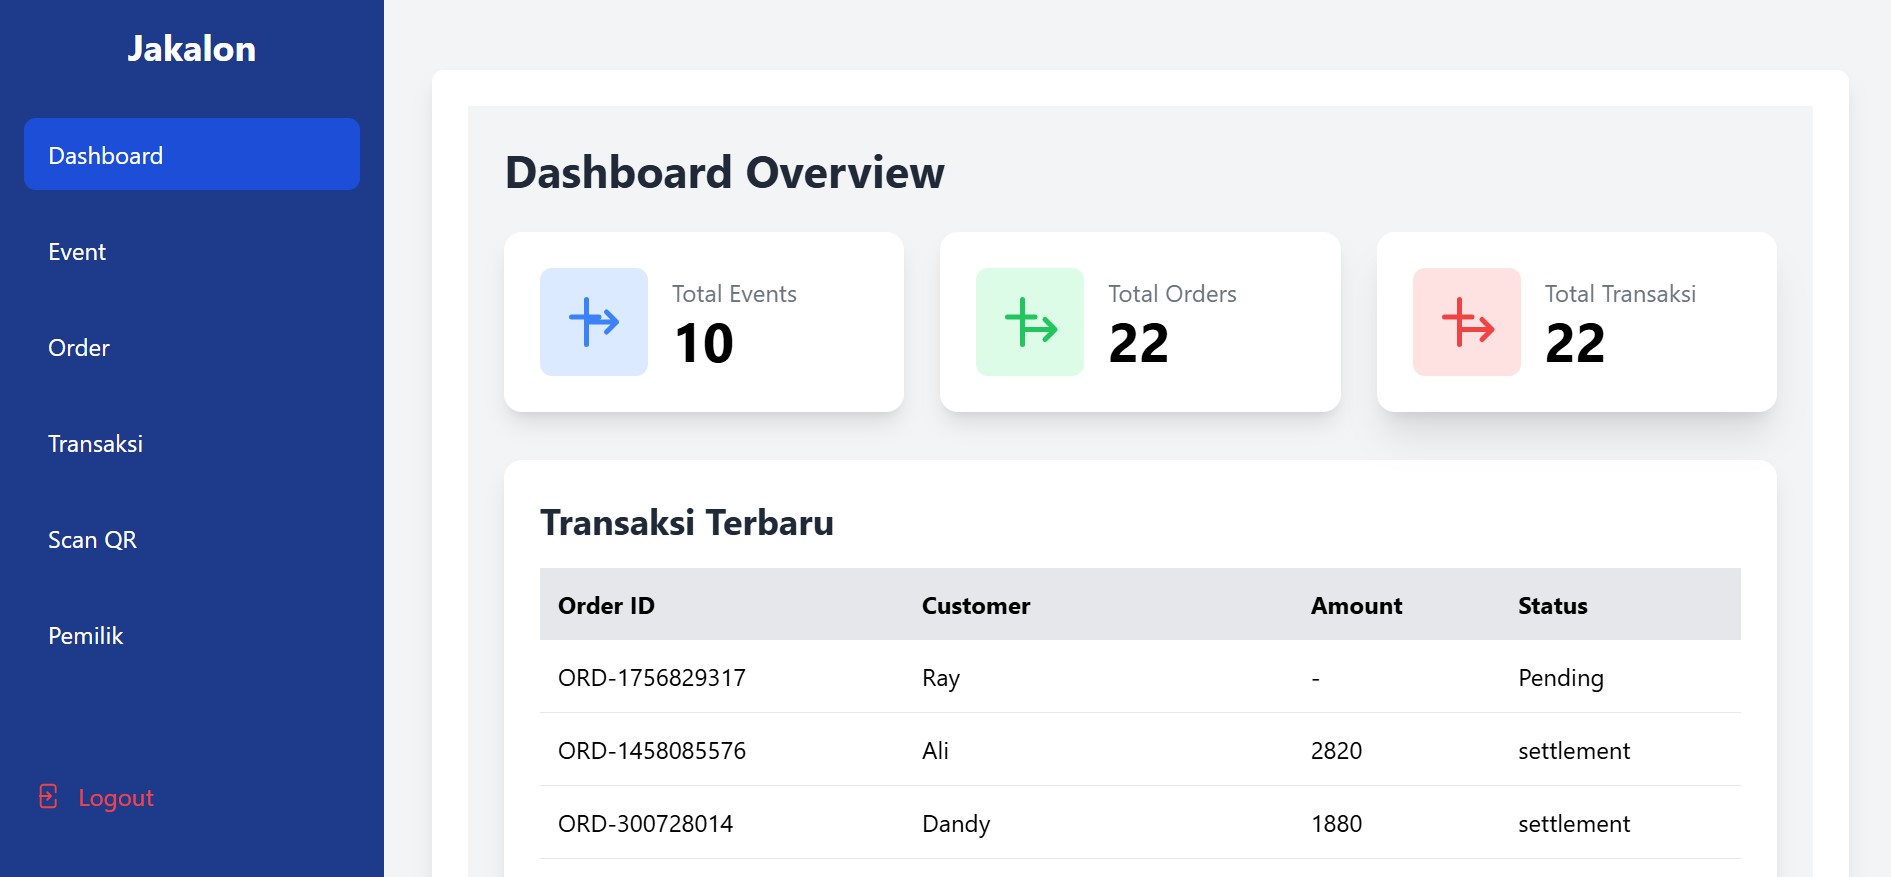 Jakalon
Dashboard
Event
Order
Transaksi
Scan QR
Pemilik
Logout
Dashboard Overview
Total Events
10
Total Orders
22
Total Transaksi
22
Transaksi Terbaru
Order ID Customer Amount Status
ORD-1756829317 Ray - Pending
ORD-1458085576 Ali 2820 settlement
ORD-300728014 Dandy 1880 settlement